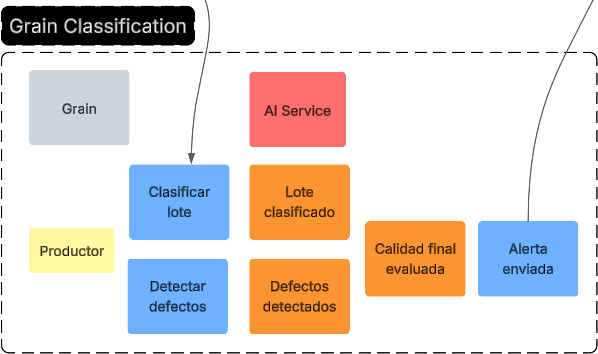 Grain Classification
Grain
AI Service
Clasificar
lote
Lote
clasificado
Productor
Calidad final
evaluada
Alerta
enviada
Detectar
defectos
Defectos
detectados